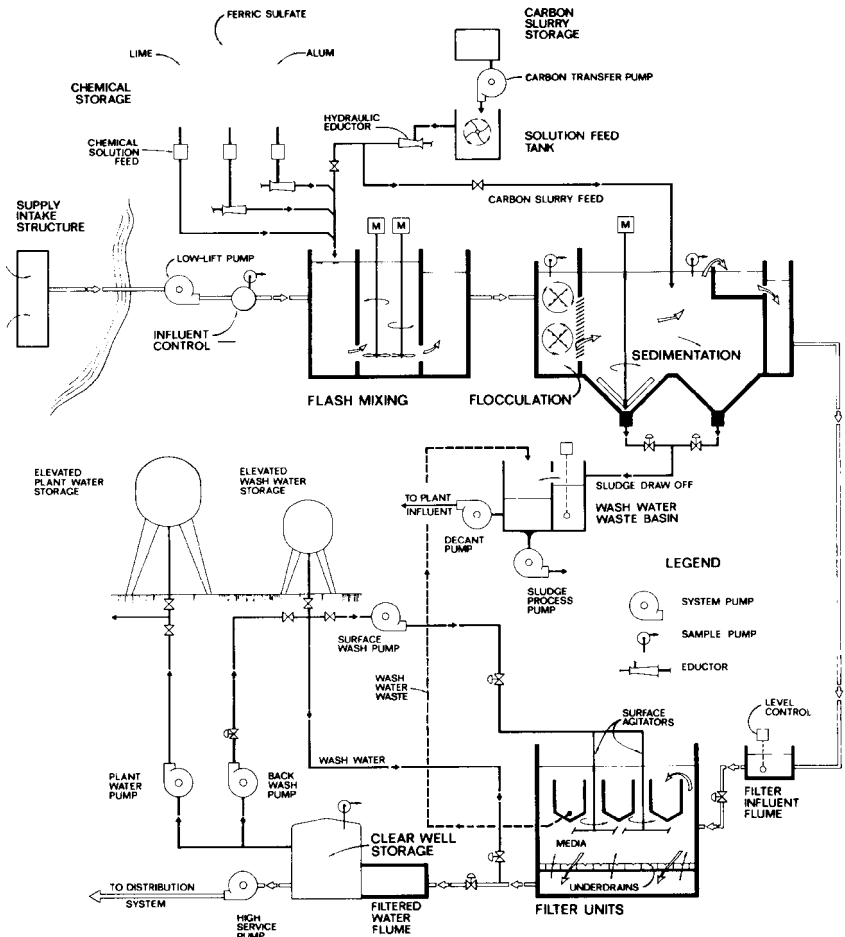 FERRIC SULFATE
LIME
ALUM
CHEMICAL
STORAGE
CHEMICAL
SOLUTION
FEED
CARBON
SLURRY
STORAGE
CARBON TRANSFER PUMP
HYDRAULIC
EDUCTOR
SOLUTION FEED
TANK
CARBON SLURRY FEED
SUPPLY
INTAKE
STRUCTURE
LOW-LIFT PUMP
INFLUENT
CONTROL
M
M
M
FLASH MIXING
FLOCCULATION
SEDIMENTATION
SLUDGE DRAW OFF
WASH WATER
WASTE BASIN
TO PLANT
INFLUENT
DECANT
PUMP
SLUDGE
PROCESS
PUMP
ELEVATED
PLANT WATER
STORAGE
ELEVATED
WASH WATER
STORAGE
LEGEND
SYSTEM PUMP
SAMPLE PUMP
EDUCTOR
SURFACE
WASH PUMP
WASH
WATER
WASTE
SURFACE
AGITATORS
LEVEL
CONTROL
PLANT
WATER
PUMP
BACK
WASH
PUMP
WASH WATER
FILTER
INFLUENT
FLUME
CLEAR WELL
STORAGE
MEDIA
UNDERDRAINS
TO DISTRIBUTION
SYSTEM
HIGH
SERVICE
PUMP
FILTERED
WATER
FLUME
FILTER UNITS